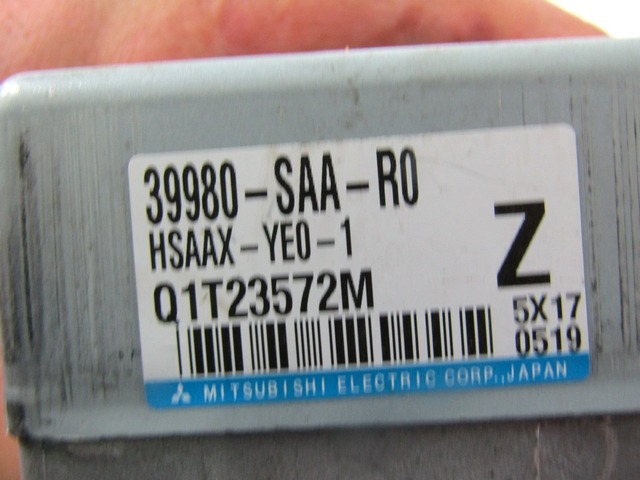 39980-SAA-R0
HSAAX-YE0-1
Z
Q1T23572M
5X17
0519
MITSUBISHI ELECTRIC CORP., JAPAN